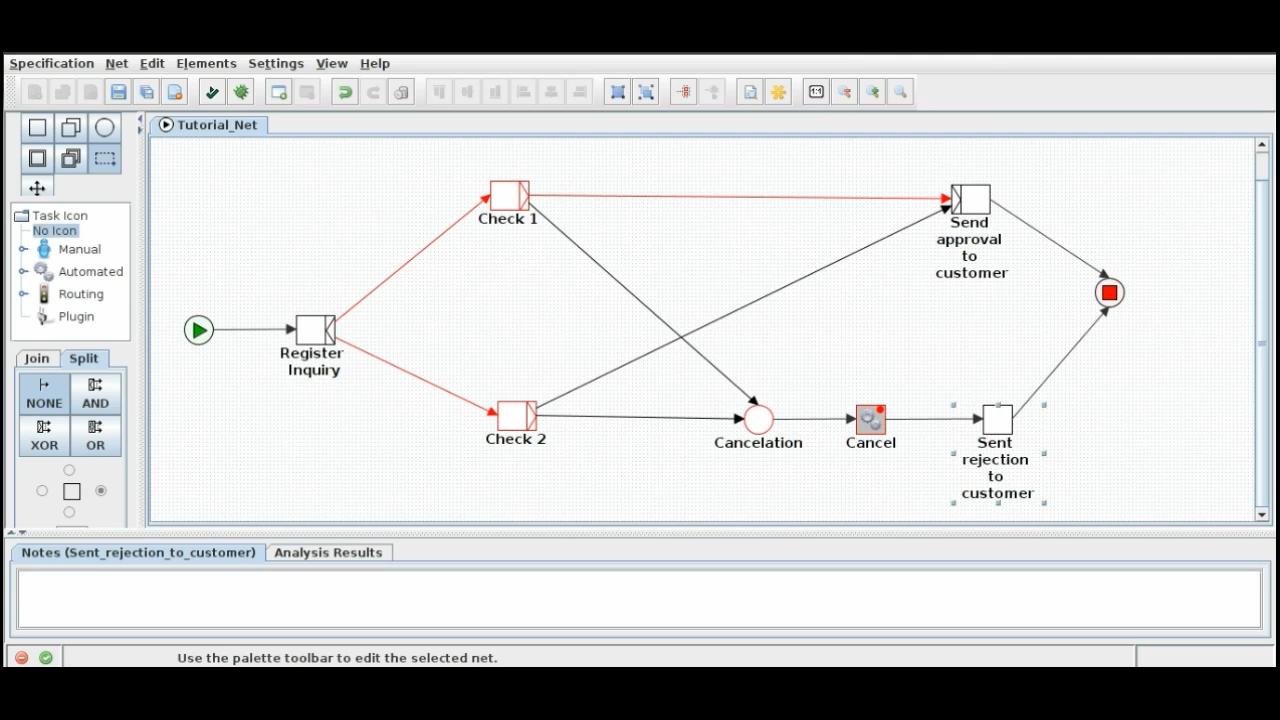 Specification Net Edit Elements Settings View Help
1:1
Tutorial_Net
Task Icon
No Icon
Manual
Automated
Routing
Plugin
Join Split
NONE AND
XOR OR
Check 1
Send
approval
to
customer
Register
Inquiry
Check 2
Cancelation
Cancel
Sent
rejection
to
customer
Notes (Sent_rejection_to_customer) Analysis Results
Use the palette toolbar to edit the selected net.